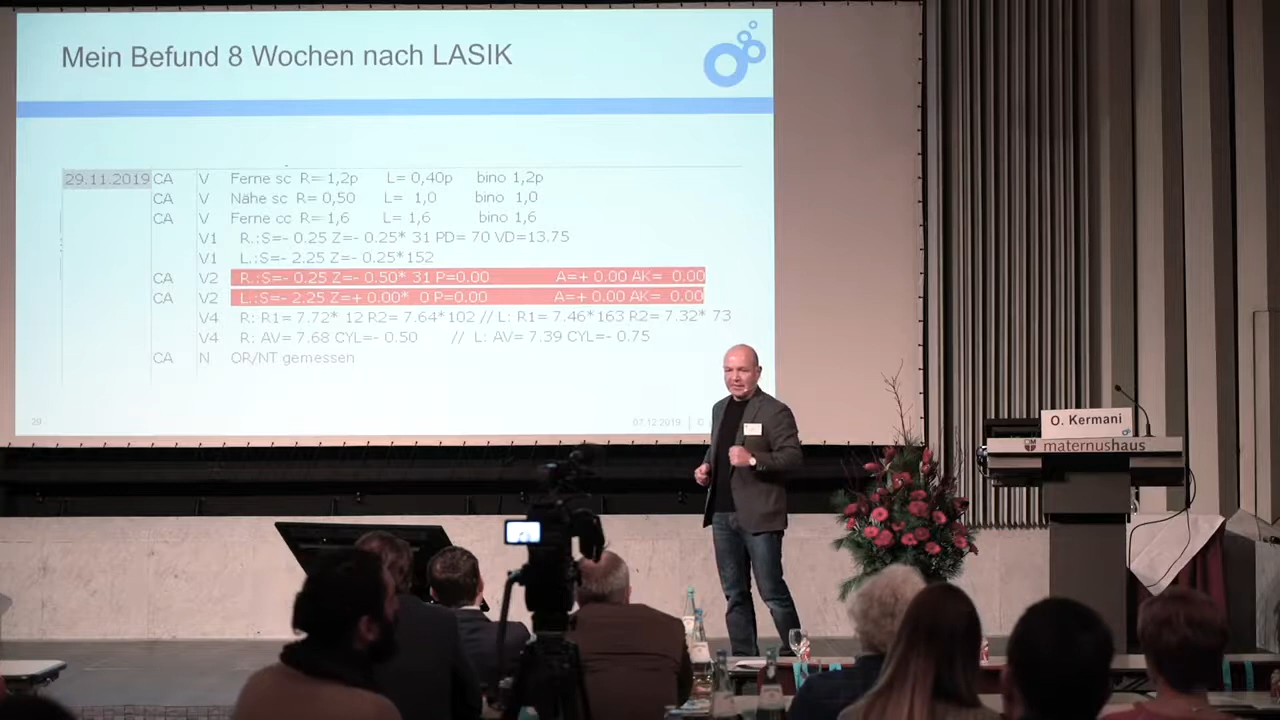 Mein Befund 8 Wochen nach LASIK
29.11.2019 CA V Ferne sc R= 1,2p L= 0,40p bino 1,2p
CA V Nähe sc R= 0,50 L= 1,0 bino 1,0
CA V Ferne cc R= 1,6 L= 1,6 bino 1,6
V1 R.:S=- 0.25 Z=- 0.25* 31 PD= 70 VD=13.75
V1 L.:S=- 2.25 Z=- 0.25*152
CA V2 R.:S=- 0.25 Z=- 0.50* 31 P=0.00 A=+ 0.00 AK= 0.00
CA V2 L.:S=- 2.25 Z=+ 0.00* 0 P=0.00 A=+ 0.00 AK= 0.00
V4 R: R1= 7.72* 12 R2= 7.64*102 // L: R1= 7.46*163 R2= 7.32* 73
V4 R: AV= 7.68 CYL=- 0.50 // L: AV= 7.39 CYL=- 0.75
CA N OR/NT gemessen
29 07.12.2019 ©
O. Kermani
maternushaus